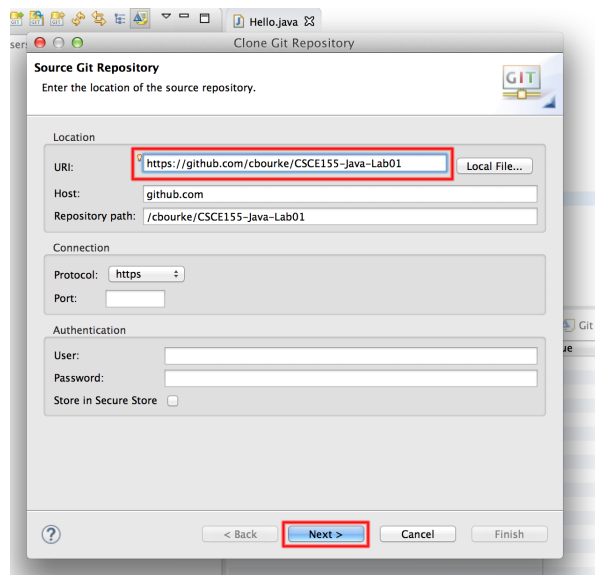 Hello.java
ser
Clone Git Repository
Source Git Repository
Enter the location of the source repository.
GIT
Location
URI: https://github.com/cbourke/CSCE155-Java-Lab01 Local File...
Host: github.com
Repository path: /cbourke/CSCE155-Java-Lab01
Connection
Protocol: https
Port:
Git
Authentication
ue
User:
Password:
Store in Secure Store
? < Back Next > Cancel Finish